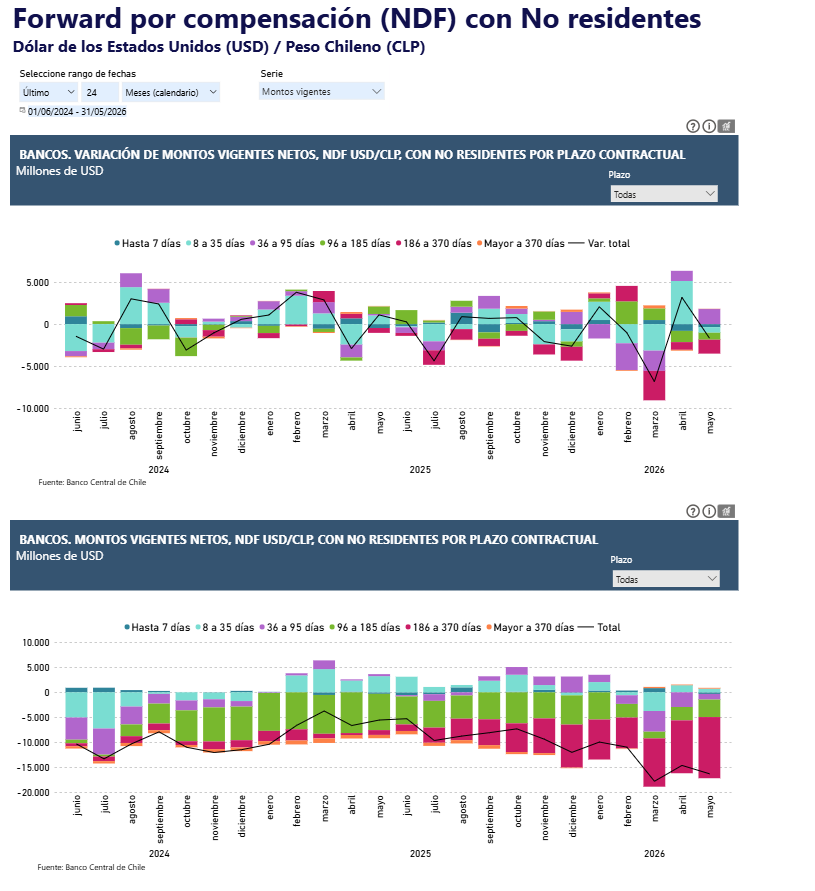 Forward por compensación (NDF) con No residentes
Dólar de los Estados Unidos (USD) / Peso Chileno (CLP)
Seleccione rango de fechas
Serie
Último 24 Meses (calendario)
Montos vigentes
01/06/2024 - 31/05/2026
BANCOS. VARIACIÓN DE MONTOS VIGENTES NETOS, NDF USD/CLP, CON NO RESIDENTES POR PLAZO CONTRACTUAL
Millones de USD
Plazo
Todas
Hasta 7 días 8 a 35 días 36 a 95 días 96 a 185 días 186 a 370 días Mayor a 370 días Var. total
5.000
0
-5.000
-10.000
junio julio agosto septiembre octubre noviembre diciembre enero febrero marzo abril mayo junio julio agosto septiembre octubre noviembre diciembre enero febrero marzo abril mayo
2024 2025 2026
Fuente: Banco Central de Chile
BANCOS. MONTOS VIGENTES NETOS, NDF USD/CLP, CON NO RESIDENTES POR PLAZO CONTRACTUAL
Millones de USD
Plazo
Todas
Hasta 7 días 8 a 35 días 36 a 95 días 96 a 185 días 186 a 370 días Mayor a 370 días Total
10.000
5.000
0
-5.000
-10.000
-15.000
-20.000
junio julio agosto septiembre octubre noviembre diciembre enero febrero marzo abril mayo junio julio agosto septiembre octubre noviembre diciembre enero febrero marzo abril mayo
2024 2025 2026
Fuente: Banco Central de Chile